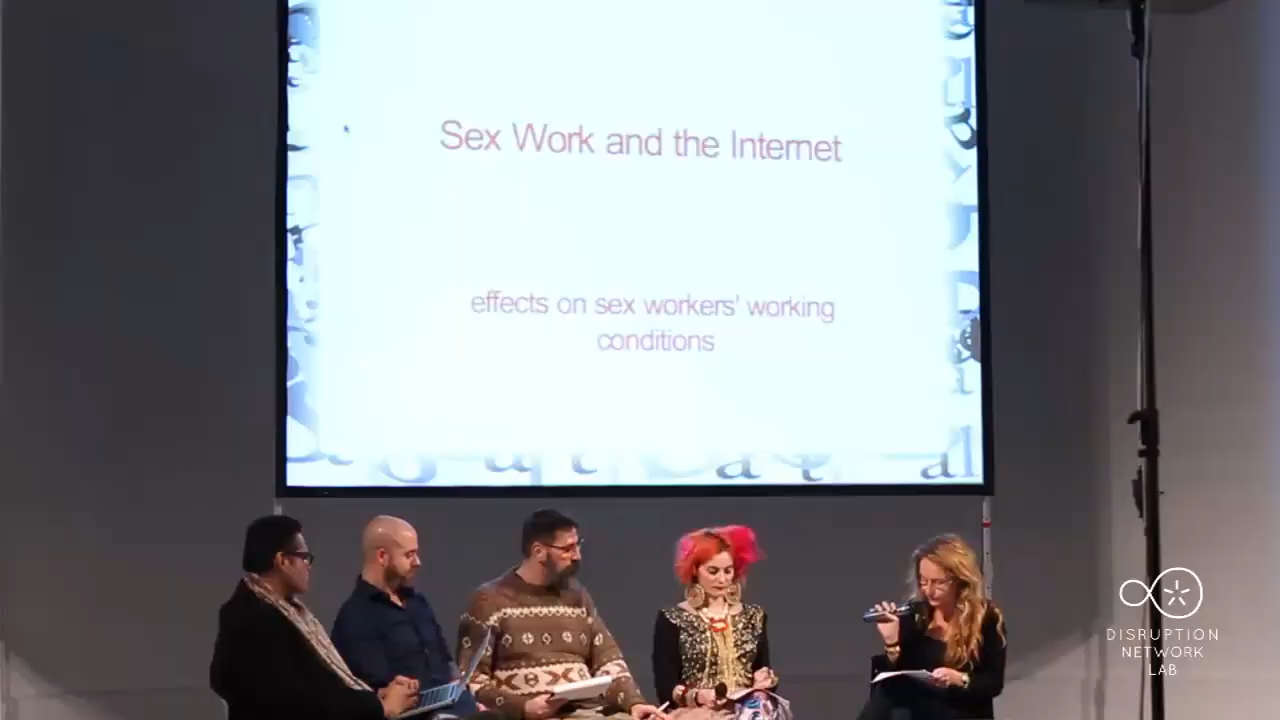 Sex Work and the Internet
effects on sex workers' working
conditions
DISRUPTION
NETWORK
LAB